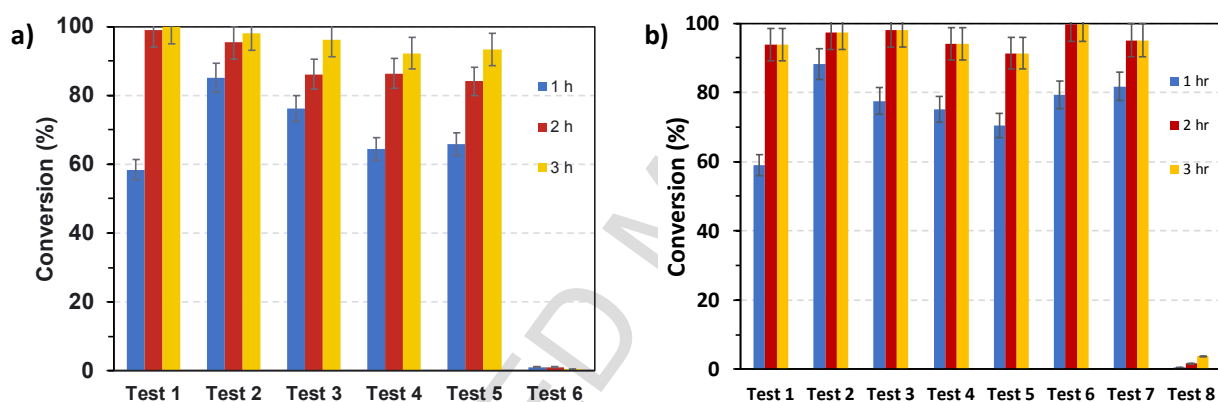 a)
Conversion (%)
100
80
60
40
20
0
1 h
2 h
3 h
Test 1 Test 2 Test 3 Test 4 Test 5 Test 6
b)
Conversion (%)
100
80
60
40
20
0
1 hr
2 hr
3 hr
Test 1 Test 2 Test 3 Test 4 Test 5 Test 6 Test 7 Test 8